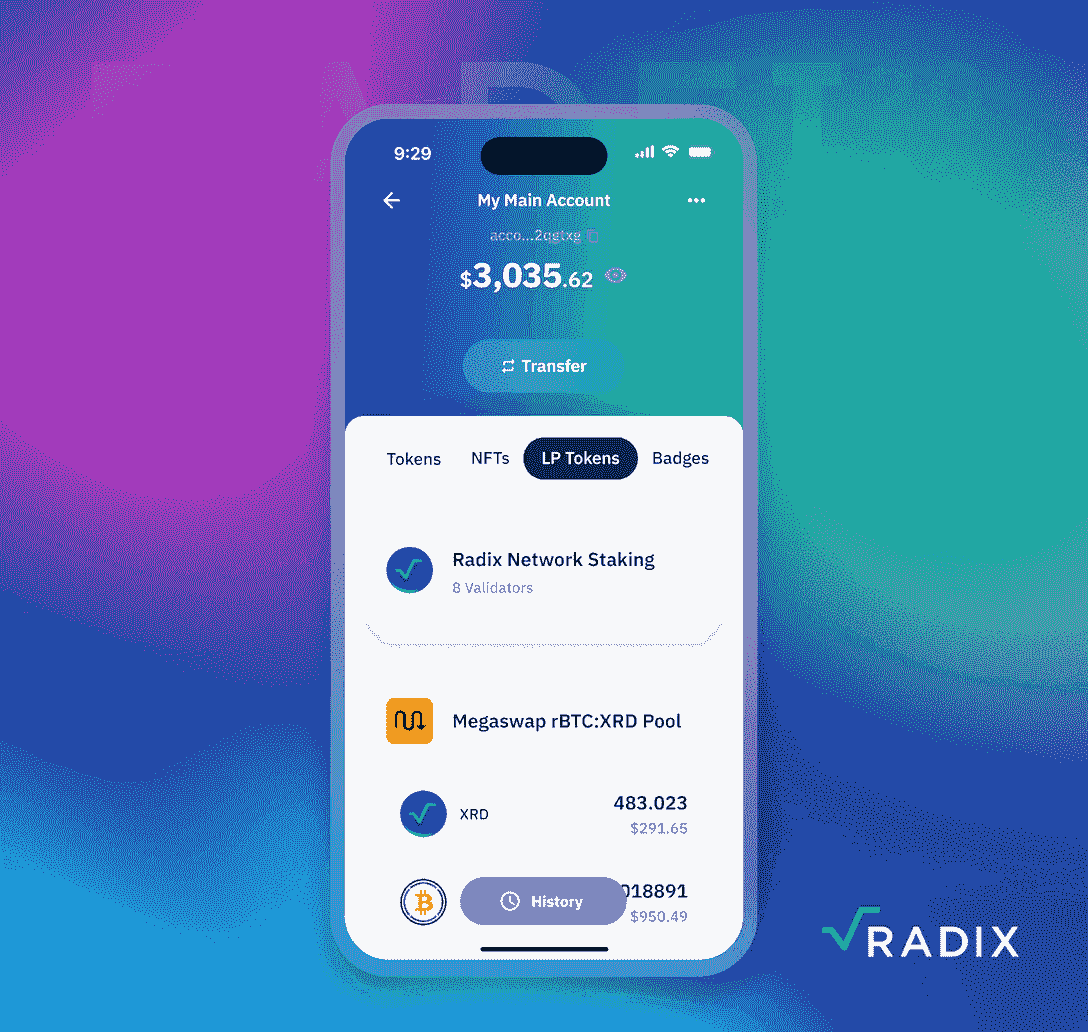 9:29
My Main Account
acco...2qgtxg
$3,035.62
Transfer
Tokens NFTs LP Tokens Badges
Radix Network Staking
8 Validators
Megaswap rBTC:XRD Pool
XRD 483.023
$291.65
History 018891
$950.49
RADIX